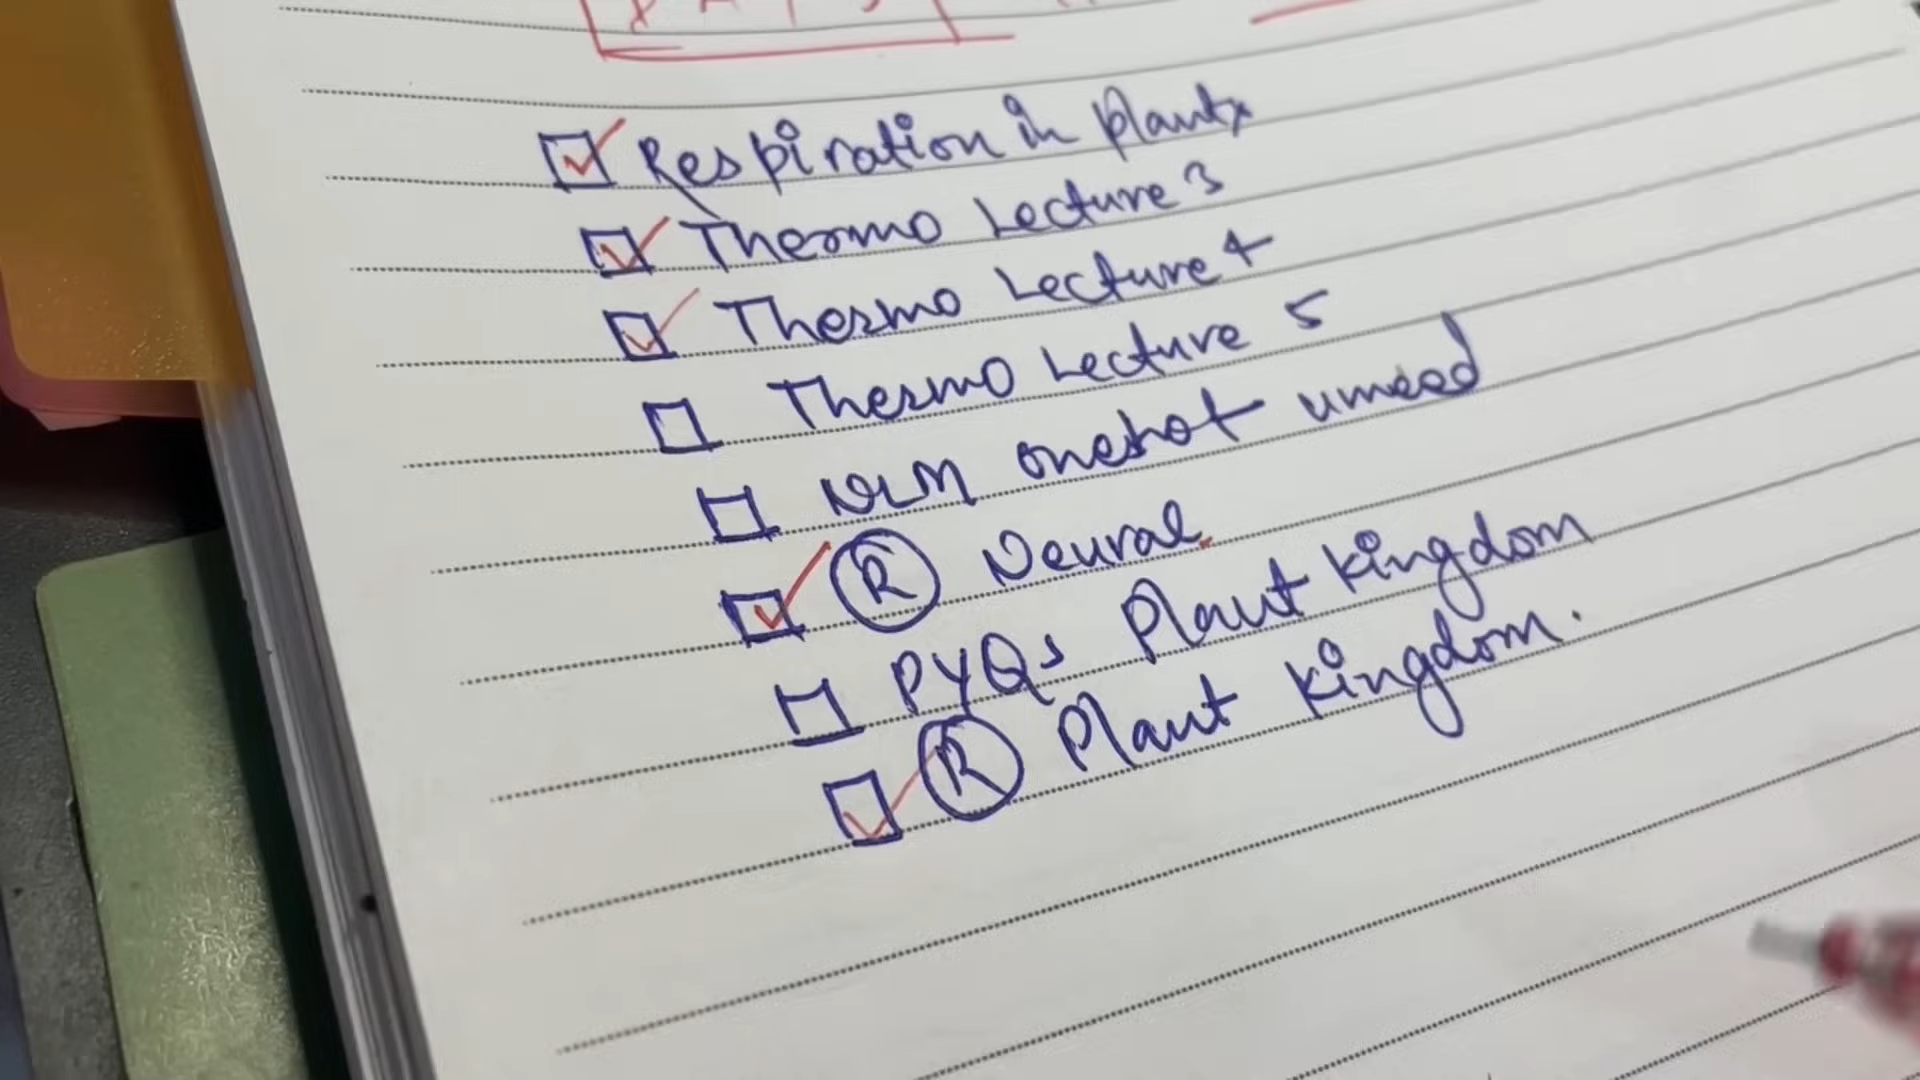 Respiration in plants
Thermo Lecture 3
Thermo Lecture 4
Thermo Lecture 5
NLM oneshot umeed
R Neural.
PYQs Plant kingdom
R Plant kingdom.